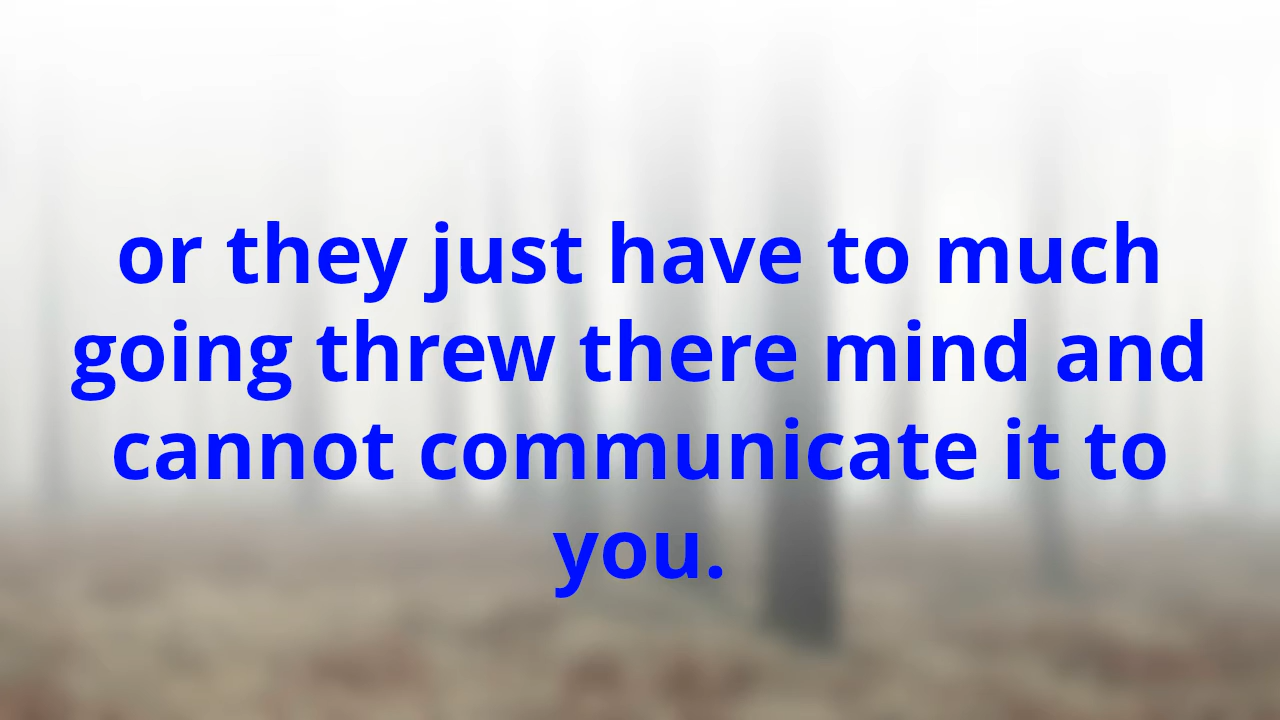 or they just have to much
going threw there mind and
cannot communicate it to
you.